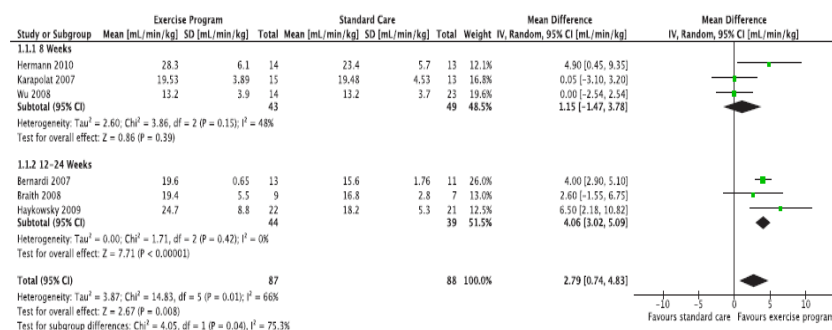 Exercise Program Standard Care Mean Difference Mean Difference
Study or Subgroup Mean [mL/min/kg] SD [mL/min/kg] Total Mean [mL/min/kg] SD [mL/min/kg] Total Weight IV, Random, 95% CI [mL/min/kg] IV, Random, 95% CI [mL/min/kg]
1.1.1 8 Weeks
Hermann 2010 28.3 6.1 14 23.4 5.7 13 12.1% 4.90 [0.45, 9.35]
Karapolat 2007 19.53 3.89 15 19.48 4.53 13 16.8% 0.05 [-3.10, 3.20]
Wu 2008 13.2 3.9 14 13.2 3.7 23 19.6% 0.00 [-2.54, 2.54]
Subtotal (95% CI) 43 49 48.5% 1.15 [-1.47, 3.78]
Heterogeneity: Tau² = 2.60; Chi² = 3.86, df = 2 (P = 0.15); I² = 48%
Test for overall effect: Z = 0.86 (P = 0.39)
1.1.2 12-24 Weeks
Bernardi 2007 19.6 0.65 13 15.6 1.76 11 26.0% 4.00 [2.90, 5.10]
Braith 2008 19.4 5.5 9 16.8 2.8 7 13.0% 2.60 [-1.55, 6.75]
Haykowsky 2009 24.7 8.8 22 18.2 5.3 21 12.5% 6.50 [2.18, 10.82]
Subtotal (95% CI) 44 39 51.5% 4.06 [3.02, 5.09]
Heterogeneity: Tau² = 0.00; Chi² = 1.71, df = 2 (P = 0.42); I² = 0%
Test for overall effect: Z = 7.71 (P < 0.00001)
Total (95% CI) 87 88 100.0% 2.79 [0.74, 4.83]
Heterogeneity: Tau² = 3.87; Chi² = 14.83, df = 5 (P = 0.01); I² = 66%
Test for overall effect: Z = 2.67 (P = 0.008)
Test for subgroup differences: Chi² = 4.05, df = 1 (P = 0.04), I² = 75.3%
-10 -5 0 5 10
Favours standard care Favours exercise program